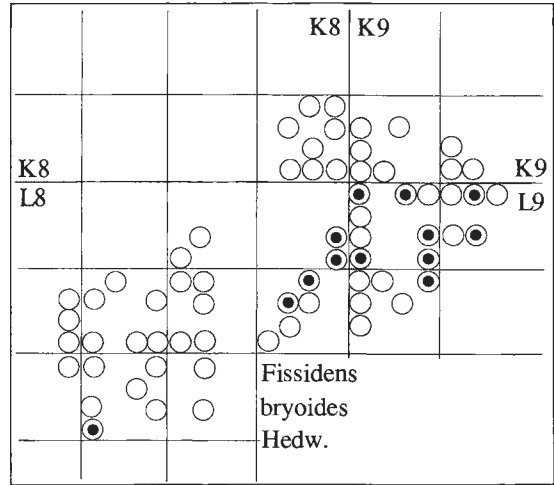 K8 K9
K8 K9
L8 L9
Fissidens
bryoides
Hedw.